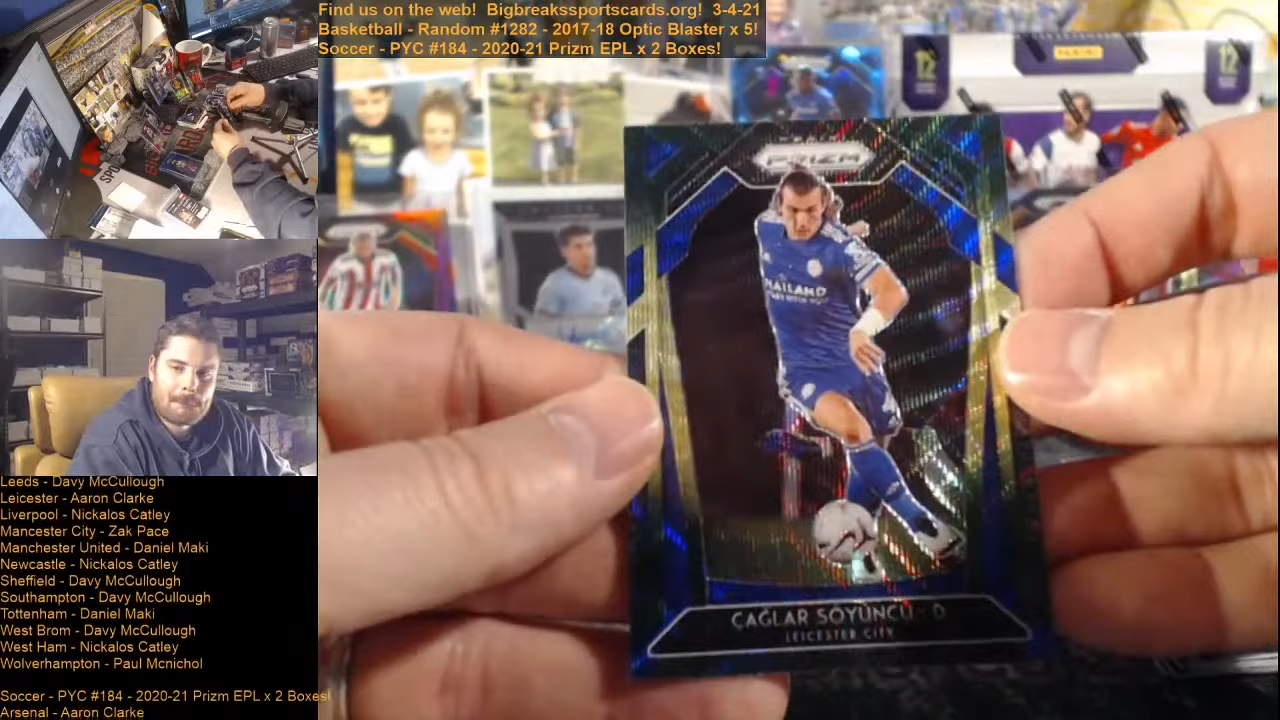 Find us on the web! Bigbreakssportscards.org! 3-4-21
Basketball - Random #1282 - 2017-18 Optic Blaster x 5!
Soccer - PYC #184 - 2020-21 Prizm EPL x 2 Boxes!
PRIZM
THAILAND
ÇAĞLAR SÖYÜNCÜ D
LEICESTER CITY
Leeds - Davy McCullough
Leicester - Aaron Clarke
Liverpool - Nickalos Catley
Mancester City - Zak Pace
Manchester United - Daniel Maki
Newcastle - Nickalos Catley
Sheffield - Davy McCullough
Southampton - Davy McCullough
Tottenham - Daniel Maki
West Brom - Davy McCullough
West Ham - Nickalos Catley
Wolverhampton - Paul Mcnichol
Soccer - PYC #184 - 2020-21 Prizm EPL x 2 Boxes!
Arsenal - Aaron Clarke